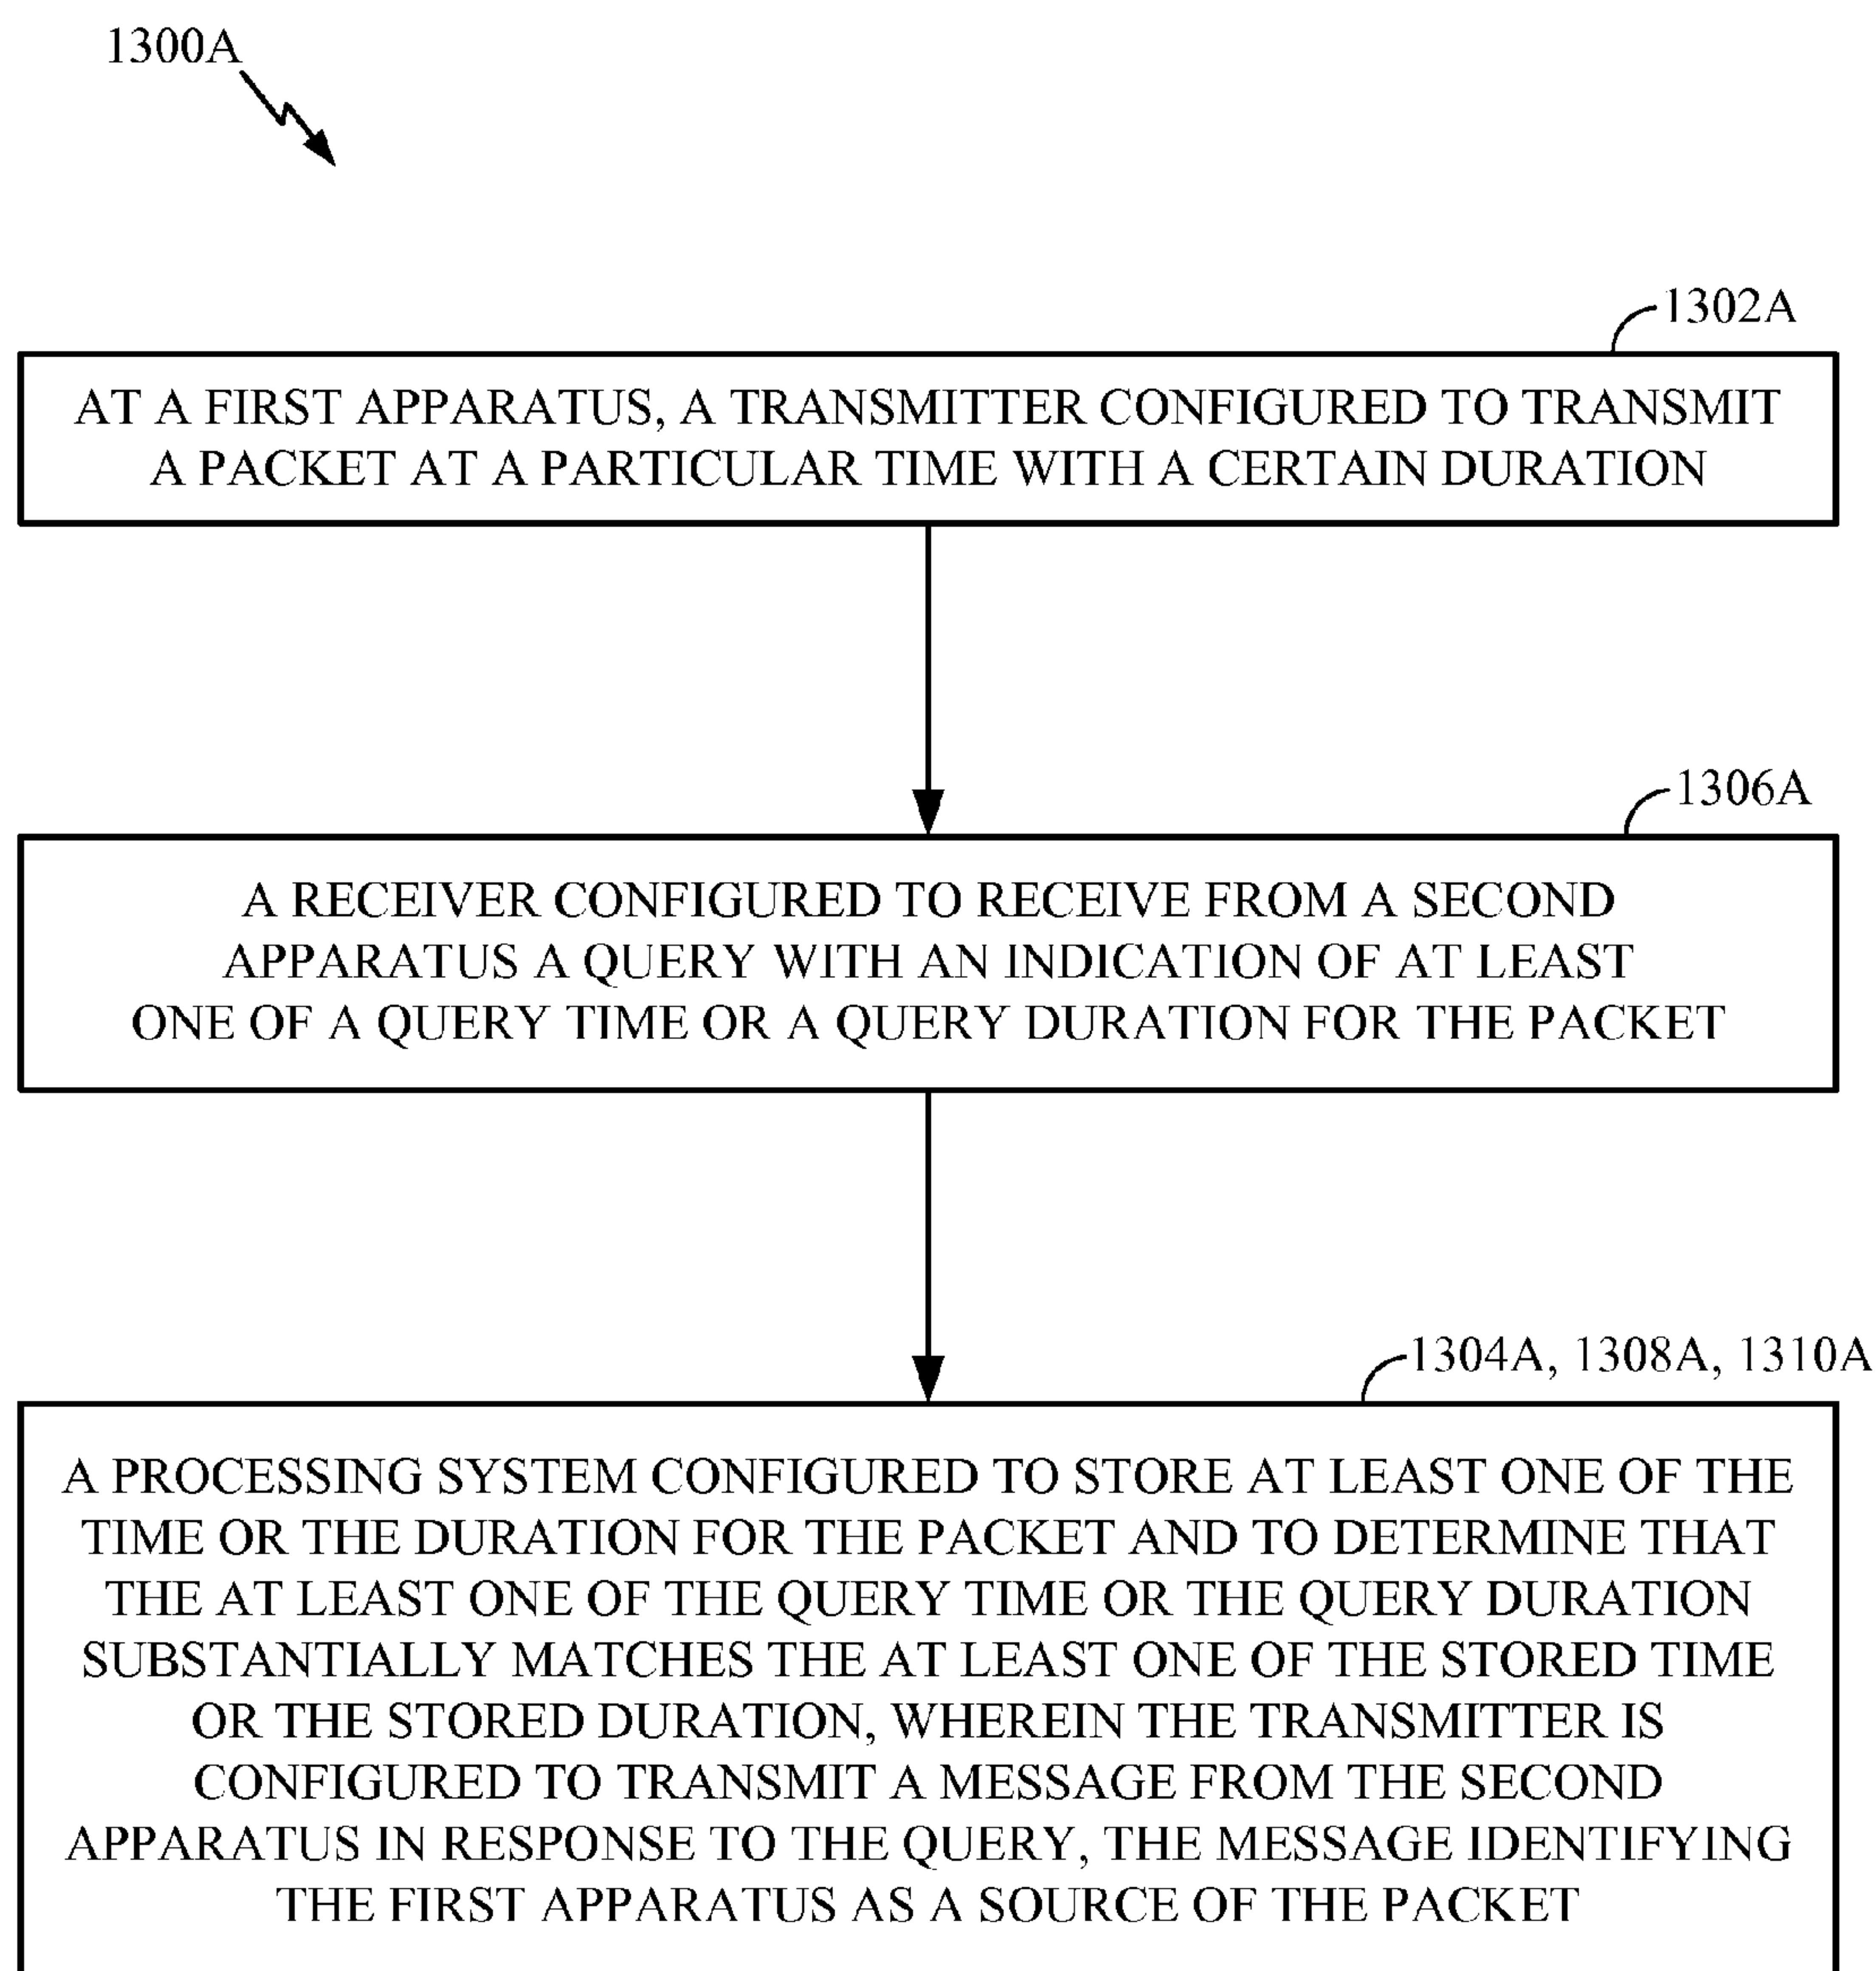 1300A
1302A
AT A FIRST APPARATUS, A TRANSMITTER CONFIGURED TO TRANSMIT
A PACKET AT A PARTICULAR TIME WITH A CERTAIN DURATION
1306A
A RECEIVER CONFIGURED TO RECEIVE FROM A SECOND
APPARATUS A QUERY WITH AN INDICATION OF AT LEAST
ONE OF A QUERY TIME OR A QUERY DURATION FOR THE PACKET
1304A, 1308A, 1310A
A PROCESSING SYSTEM CONFIGURED TO STORE AT LEAST ONE OF THE
TIME OR THE DURATION FOR THE PACKET AND TO DETERMINE THAT
THE AT LEAST ONE OF THE QUERY TIME OR THE QUERY DURATION
SUBSTANTIALLY MATCHES THE AT LEAST ONE OF THE STORED TIME
OR THE STORED DURATION, WHEREIN THE TRANSMITTER IS
CONFIGURED TO TRANSMIT A MESSAGE FROM THE SECOND
APPARATUS IN RESPONSE TO THE QUERY, THE MESSAGE IDENTIFYING
THE FIRST APPARATUS AS A SOURCE OF THE PACKET